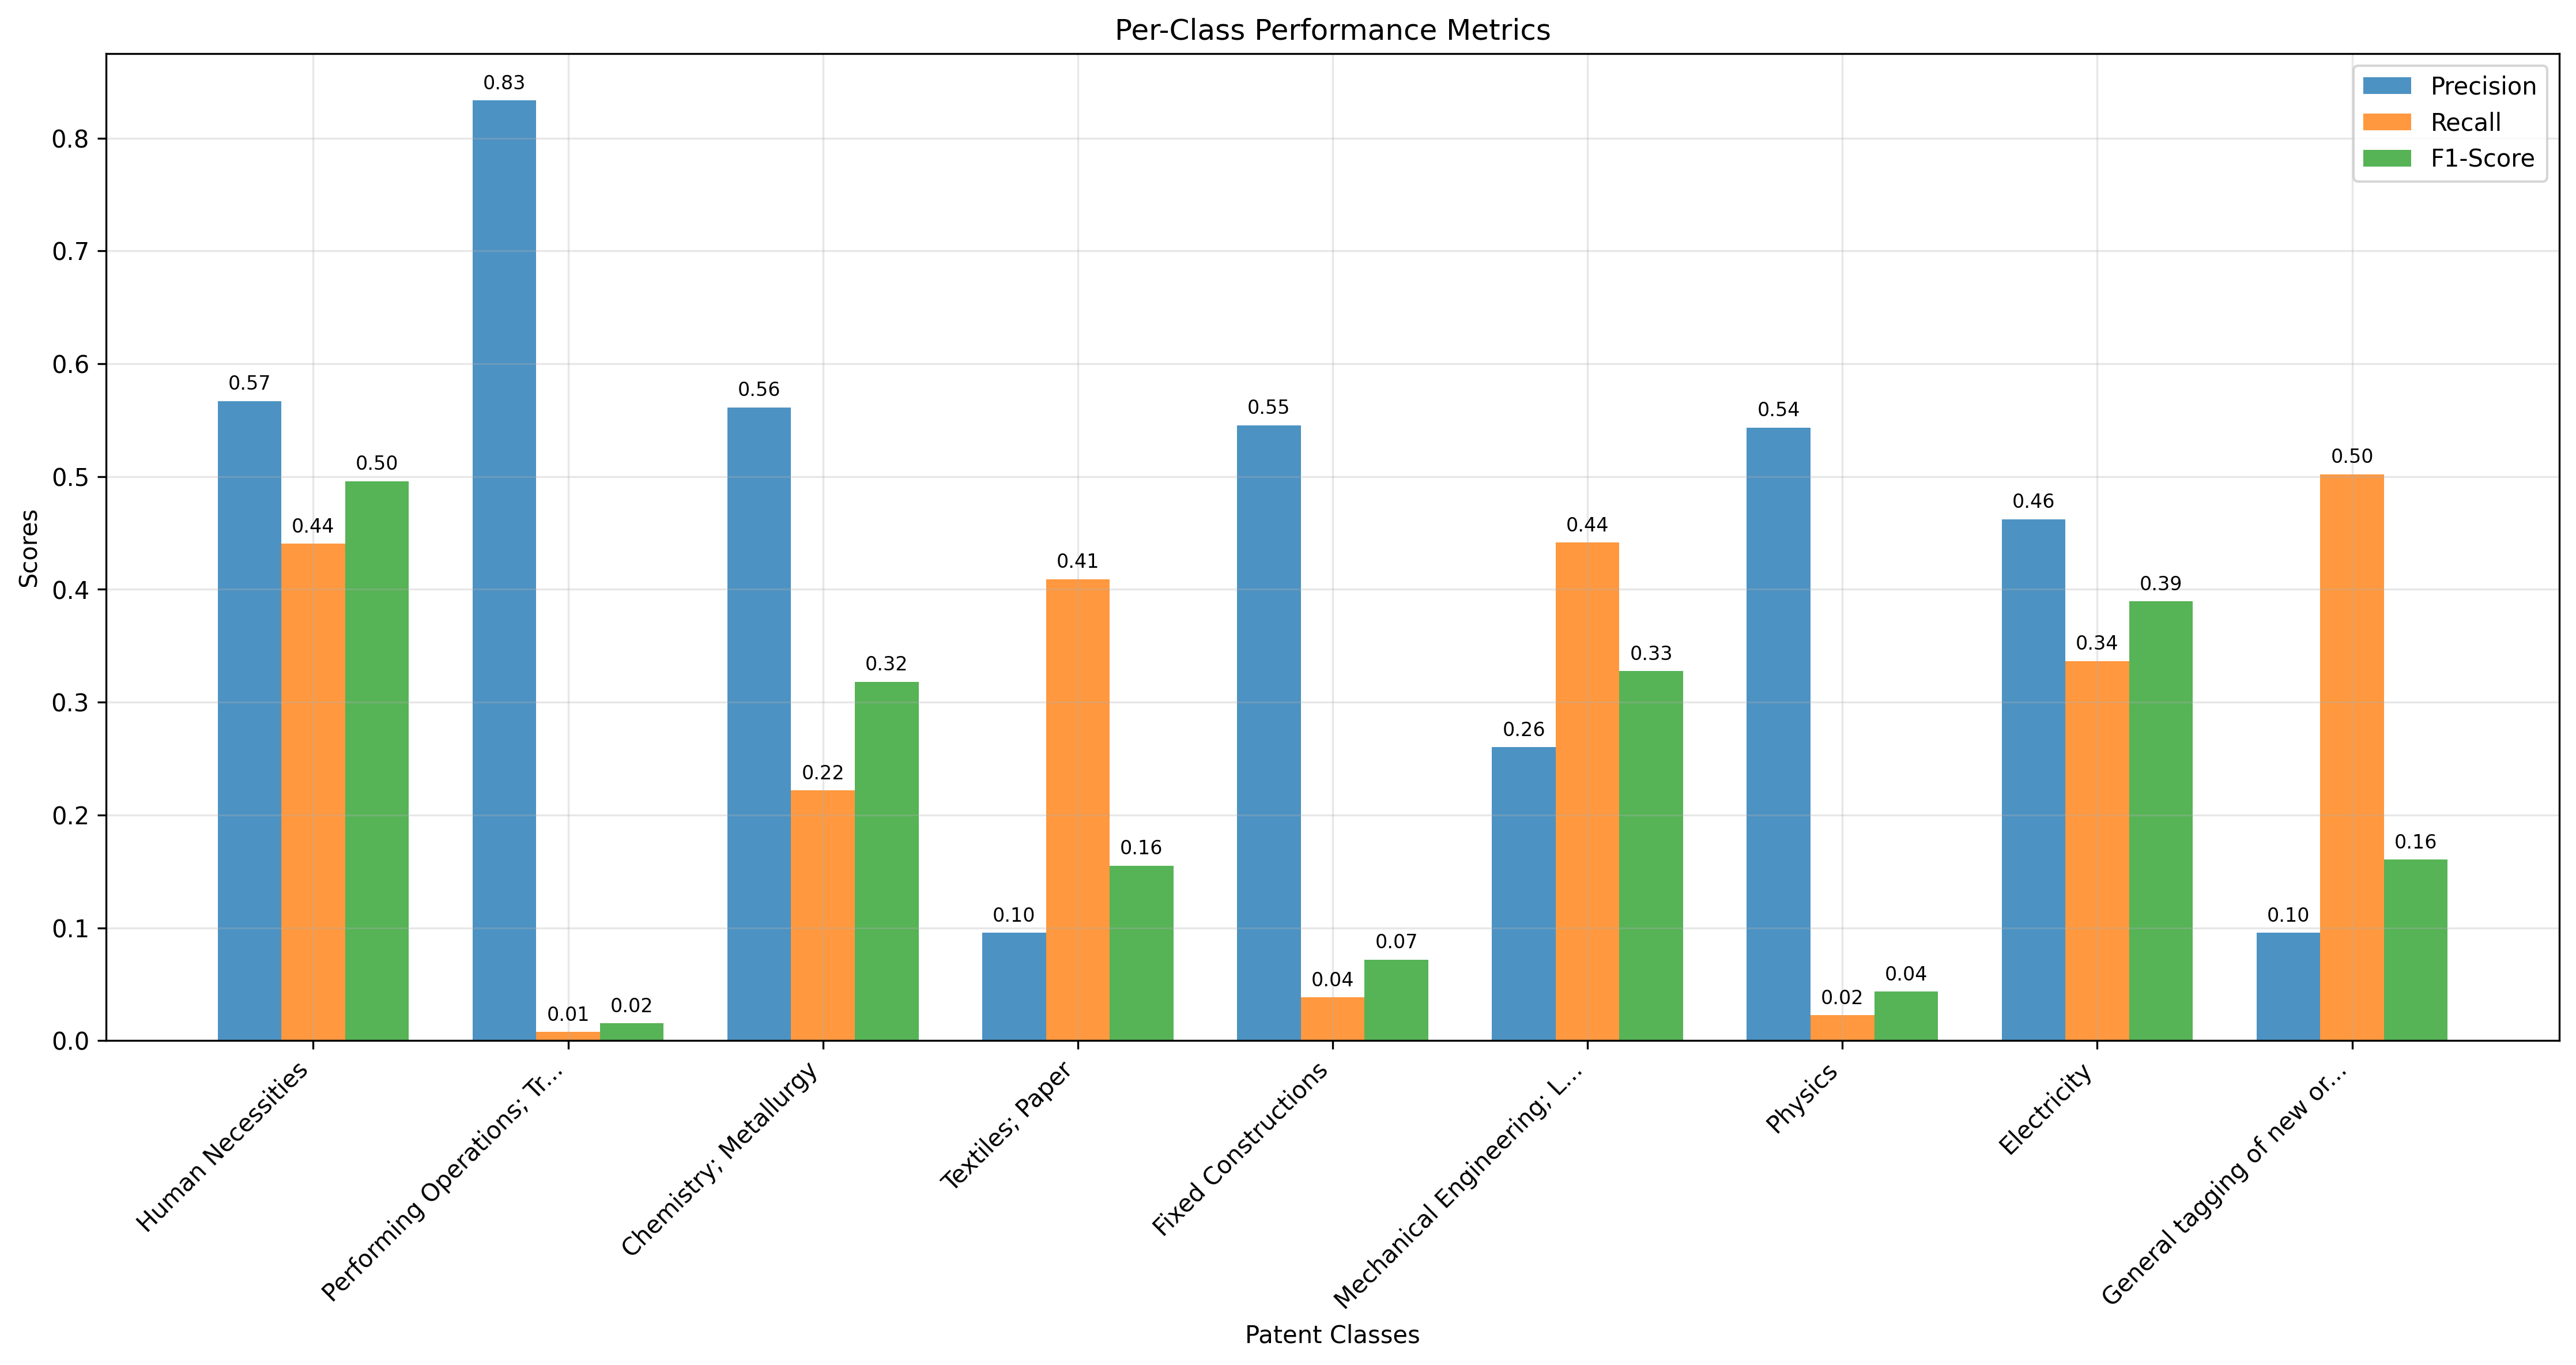 Per-Class Performance Metrics
Precision
Recall
F1-Score
Scores
0.8
0.7
0.6
0.5
0.4
0.3
0.2
0.1
0.0
0.57
0.44
0.50
0.83
0.01
0.02
0.56
0.22
0.32
0.10
0.41
0.16
0.55
0.04
0.07
0.26
0.44
0.33
0.54
0.02
0.04
0.46
0.34
0.39
0.10
0.50
0.16
Human Necessities
Performing Operations; Tr...
Chemistry; Metallurgy
Textiles; Paper
Fixed Constructions
Mechanical Engineering; L...
Physics
Electricity
General tagging of new or...
Patent Classes